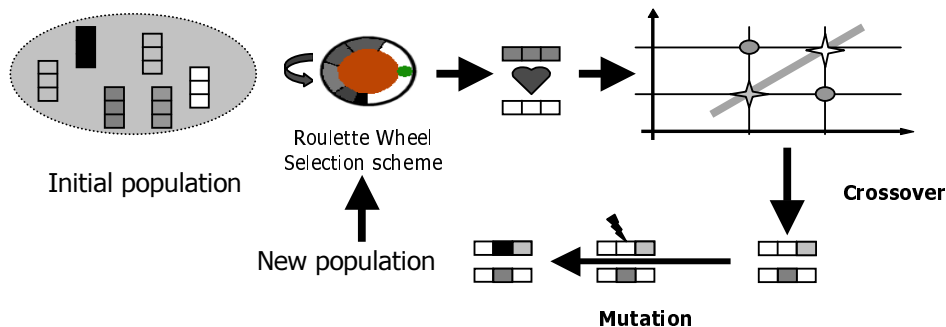 Roulette Wheel
Selection scheme
Initial population
Crossover
New population
Mutation